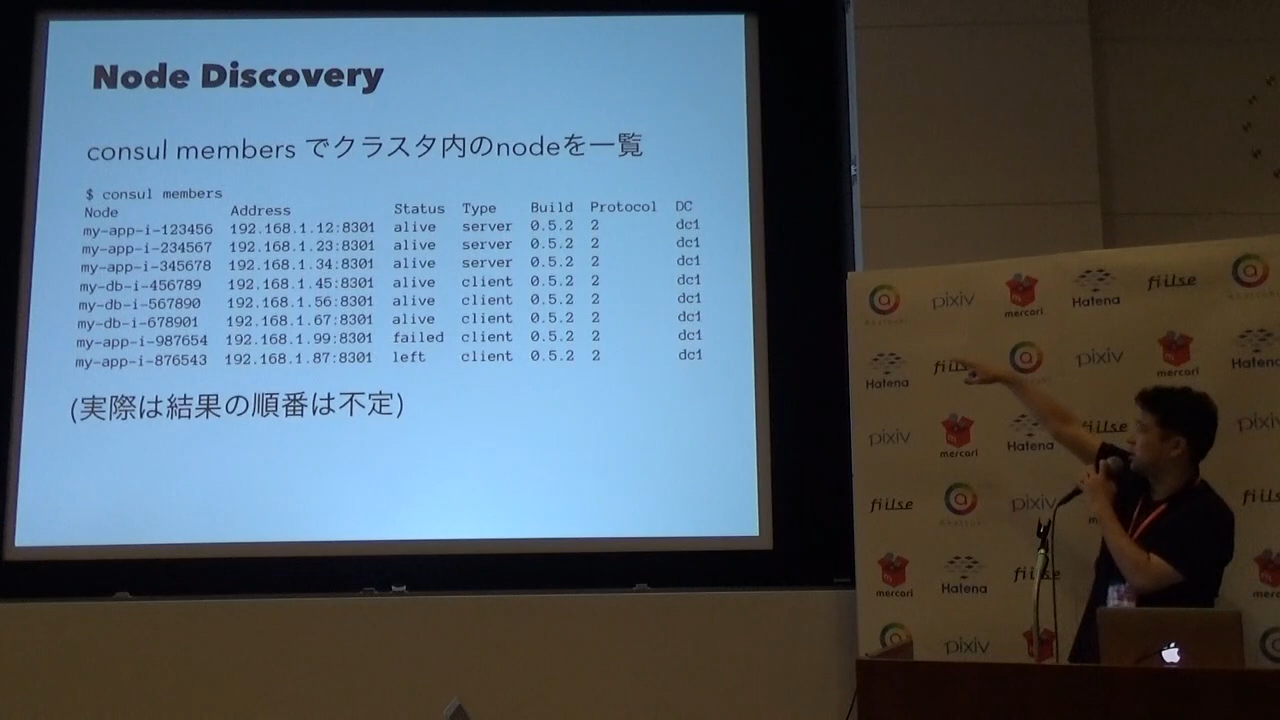 Node Discovery
consul members でクラスタ内のnodeを一覧
$ consul members
Node Address Status Type Build Protocol DC
my-app-i-123456 192.168.1.12:8301 alive server 0.5.2 2 dc1
my-app-i-234567 192.168.1.23:8301 alive server 0.5.2 2 dc1
my-app-i-345678 192.168.1.34:8301 alive server 0.5.2 2 dc1
my-db-i-456789 192.168.1.45:8301 alive client 0.5.2 2 dc1
my-db-i-567890 192.168.1.56:8301 alive client 0.5.2 2 dc1
my-db-i-678901 192.168.1.67:8301 alive client 0.5.2 2 dc1
my-app-i-987654 192.168.1.99:8301 failed client 0.5.2 2 dc1
my-app-i-876543 192.168.1.87:8301 left client 0.5.2 2 dc1
(実際は結果の順番は不定)
pixiv mercari Hatena
Hatena pixiv mercari Hatena
pixiv mercari Hatena pixiv
pixiv
mercari Hatena
pixiv